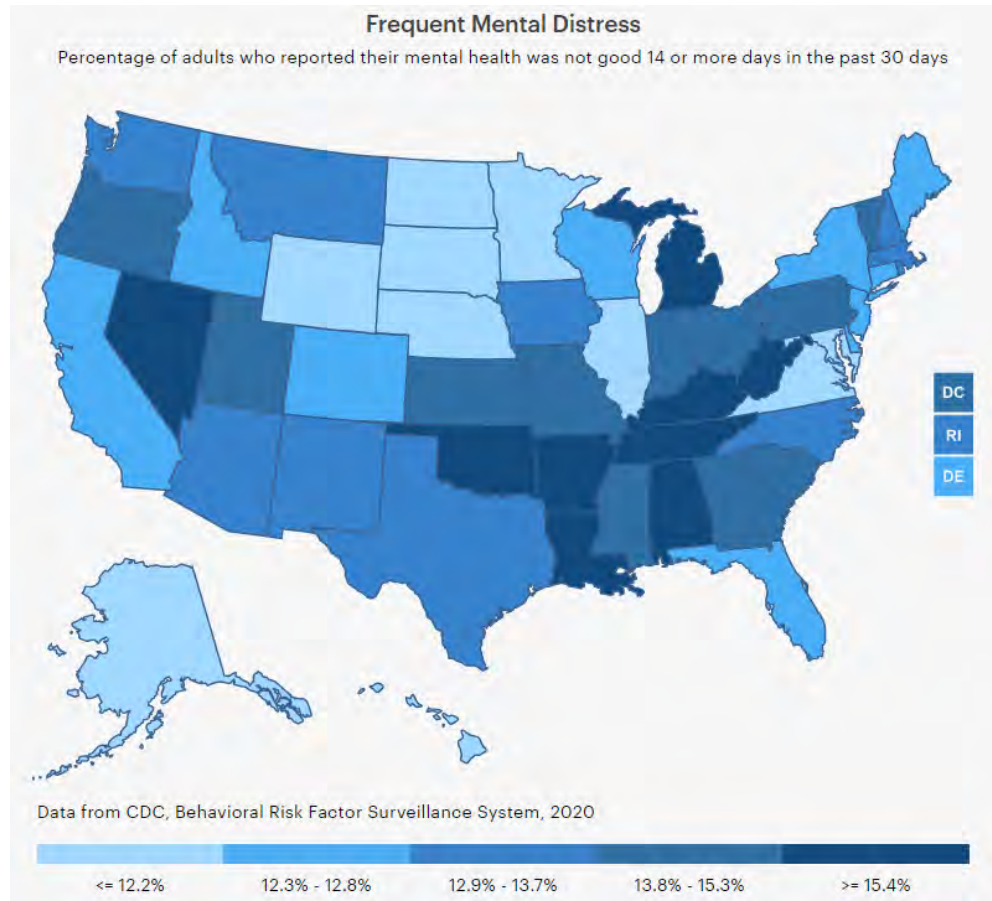 Frequent Mental Distress
Percentage of adults who reported their mental health was not good 14 or more days in the past 30 days
DC
RI
DE
Data from CDC, Behavioral Risk Factor Surveillance System, 2020
<= 12.2% 12.3% - 12.8% 12.9% - 13.7% 13.8% - 15.3% >= 15.4%